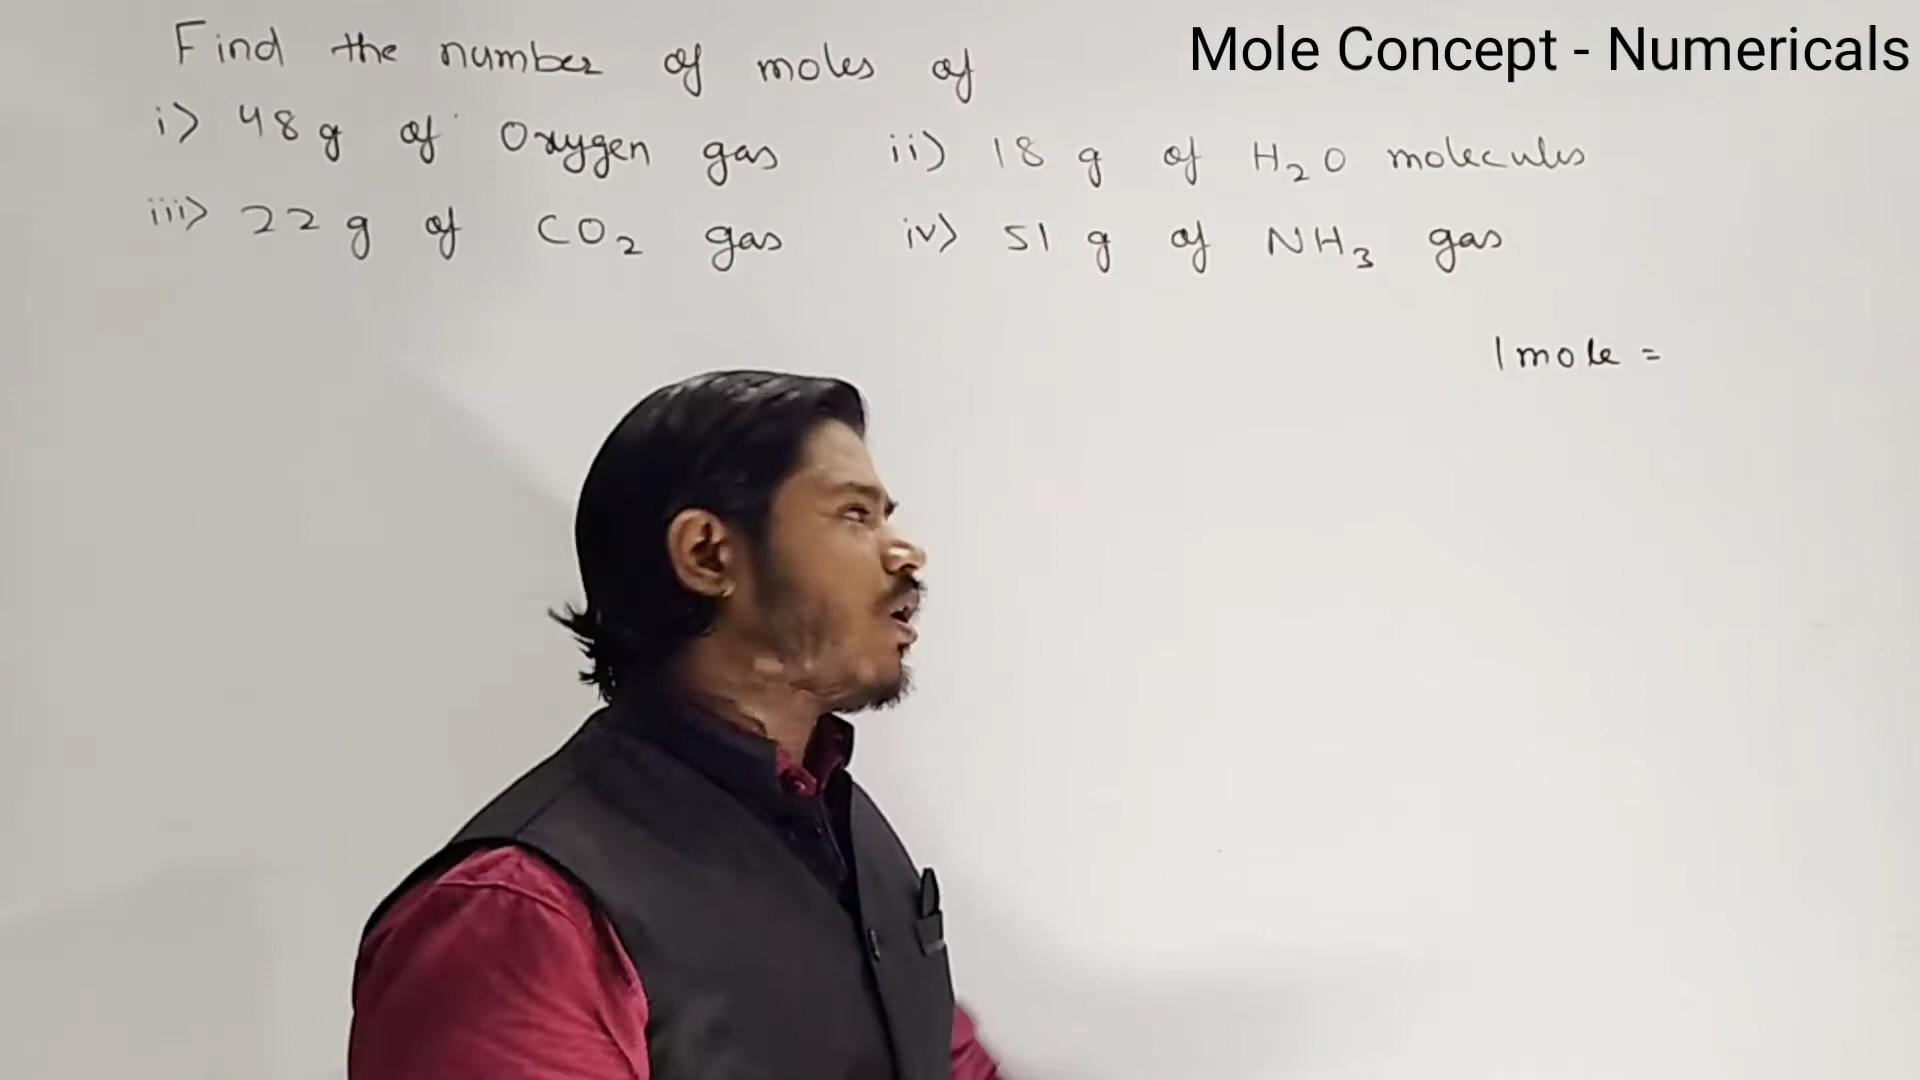 Mole Concept - Numericals
Find the number of moles of
i) 48 g of Oxygen gas ii) 18 g of H₂O molecules
iii) 22 g of CO₂ gas iv) 51 g of NH₃ gas
1 mole =